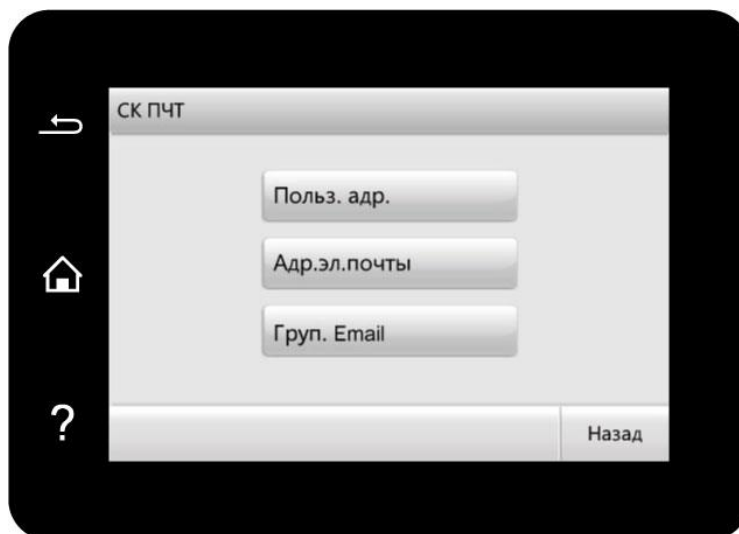 СК ПЧТ
Польз. адр.
Адр.эл.почты
Груп. Email
?
Назад